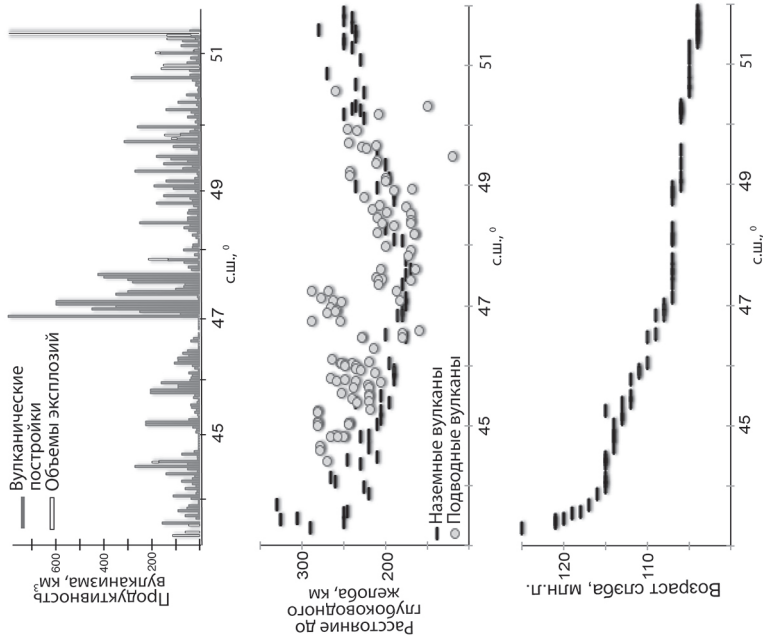 Вулканические
постройки
Объемы эксплозий
600
400
200
Продуктивность
вулканизма, км³
45
47
49
51
с.ш., °
300
200
Расстояние до
глубоководного
желоба, км
Наземные вулканы
Подводные вулканы
45
47
49
51
с.ш., °
120
110
Возраст слэба, млн.л.
45
47
49
51
с.ш., °